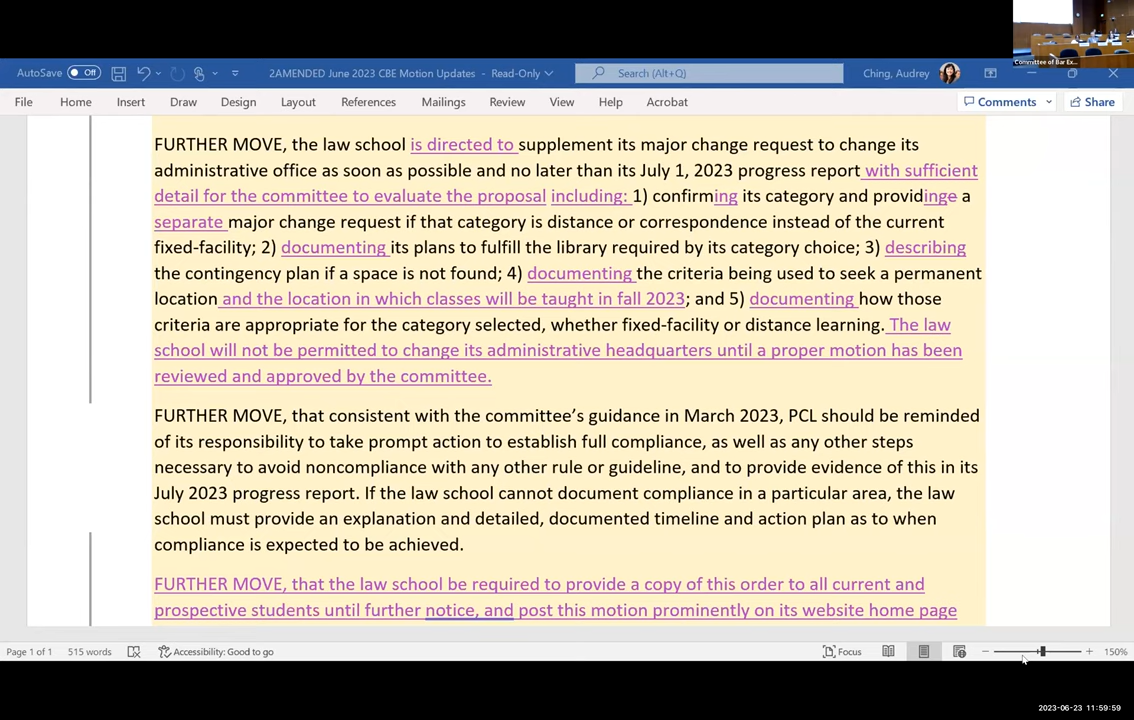 AutoSave Off 2AMENDED June 2023 CBE Motion Updates - Read-Only Search (Alt+Q) Ching, Audrey
Committee of Bar Ex...
File Home Insert Draw Design Layout References Mailings Review View Help Acrobat Comments Share
FURTHER MOVE, the law school is directed to supplement its major change request to change its
administrative office as soon as possible and no later than its July 1, 2023 progress report with sufficient
detail for the committee to evaluate the proposal including: 1) confirming its category and providinge a
separate major change request if that category is distance or correspondence instead of the current
fixed-facility; 2) documenting its plans to fulfill the library required by its category choice; 3) describing
the contingency plan if a space is not found; 4) documenting the criteria being used to seek a permanent
location and the location in which classes will be taught in fall 2023; and 5) documenting how those
criteria are appropriate for the category selected, whether fixed-facility or distance learning. The law
school will not be permitted to change its administrative headquarters until a proper motion has been
reviewed and approved by the committee.
FURTHER MOVE, that consistent with the committee's guidance in March 2023, PCL should be reminded
of its responsibility to take prompt action to establish full compliance, as well as any other steps
necessary to avoid noncompliance with any other rule or guideline, and to provide evidence of this in its
July 2023 progress report. If the law school cannot document compliance in a particular area, the law
school must provide an explanation and detailed, documented timeline and action plan as to when
compliance is expected to be achieved.
FURTHER MOVE, that the law school be required to provide a copy of this order to all current and
prospective students until further notice, and post this motion prominently on its website home page
Page 1 of 1 515 words Accessibility: Good to go Focus 150%
2023-06-23 11:59:59